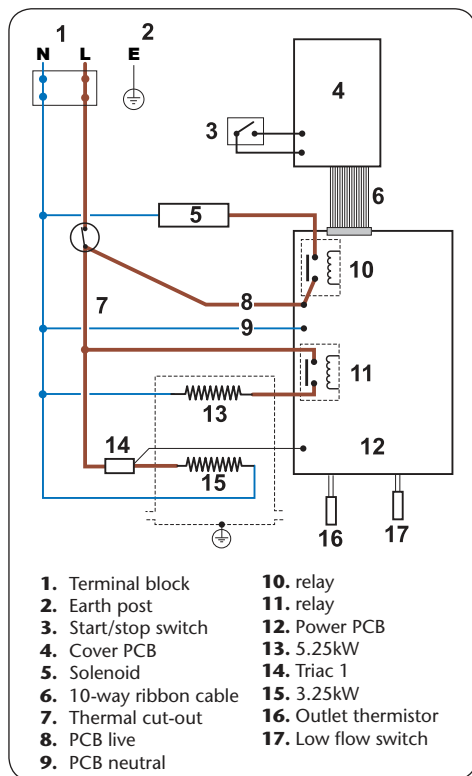 1
2
N
L
E
3
4
5
6
7
8
9
10
11
12
13
14
15
16
17
1. Terminal block
2. Earth post
3. Start/stop switch
4. Cover PCB
5. Solenoid
6. 10-way ribbon cable
7. Thermal cut-out
8. PCB live
9. PCB neutral
10. relay
11. relay
12. Power PCB
13. 5.25kW
14. Triac 1
15. 3.25kW
16. Outlet thermistor
17. Low flow switch